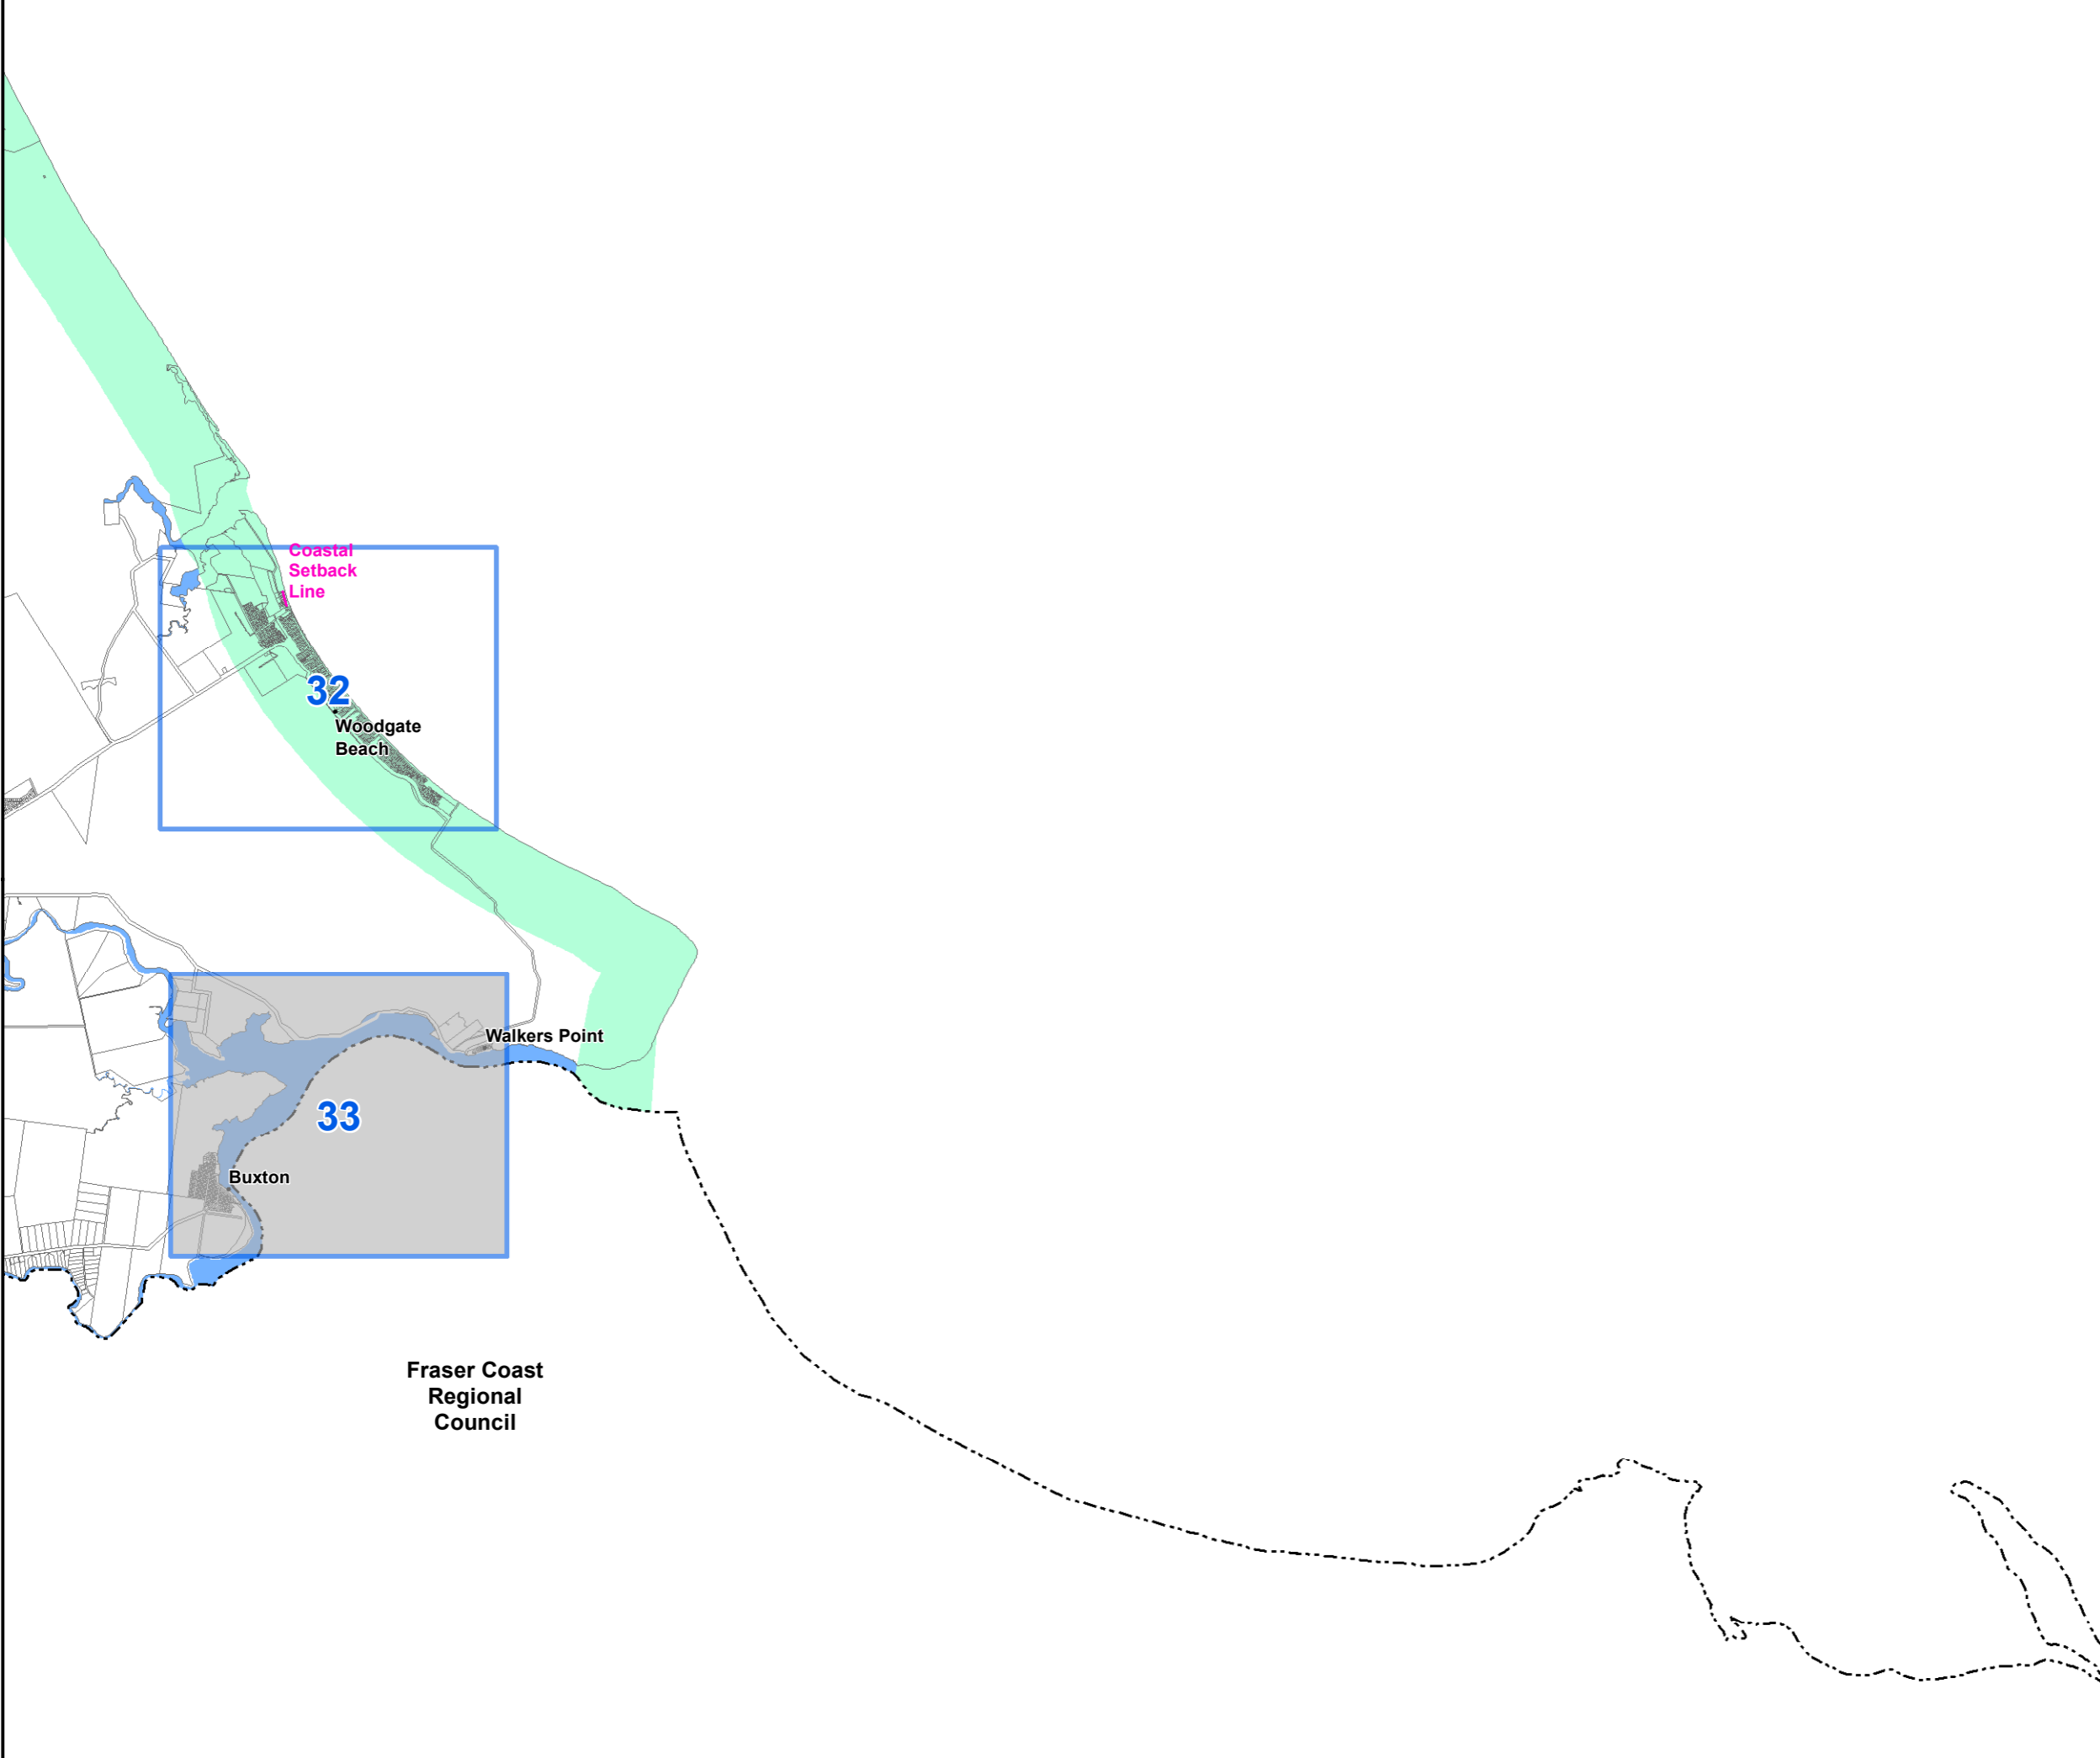 Coastal
Setback
Line
32
Woodgate
Beach
Walkers Point
33
Buxton
Fraser Coast
Regional
Council